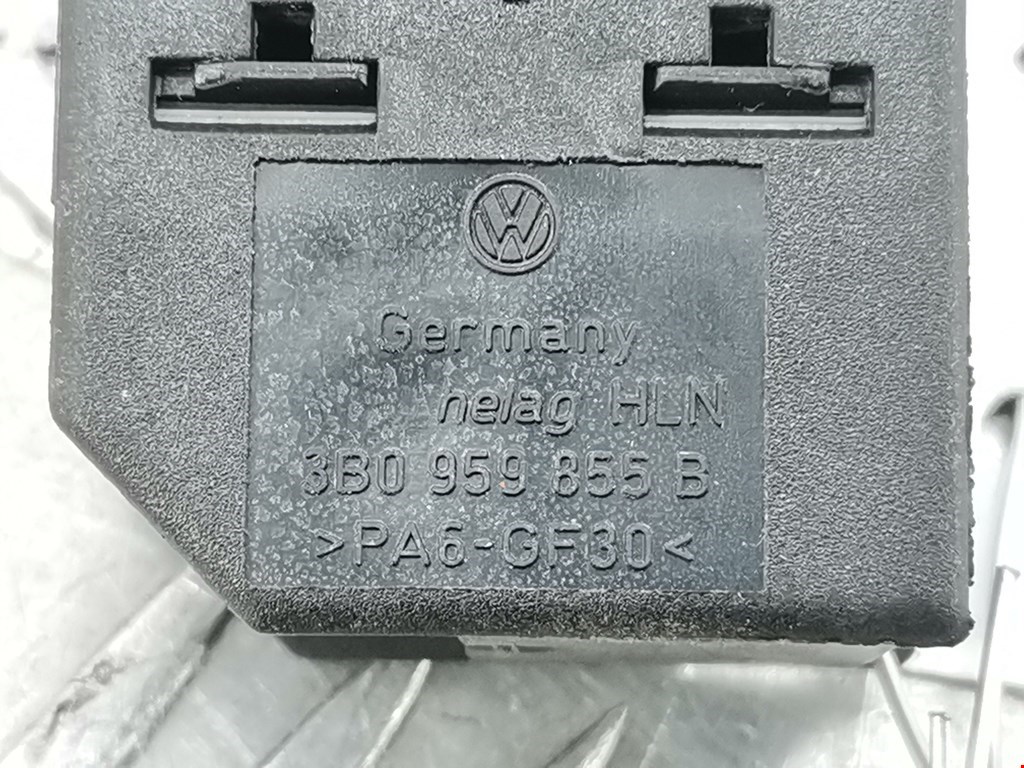 Germany
nelag HLN
3B0 959 855 B
>PA6-GF30<